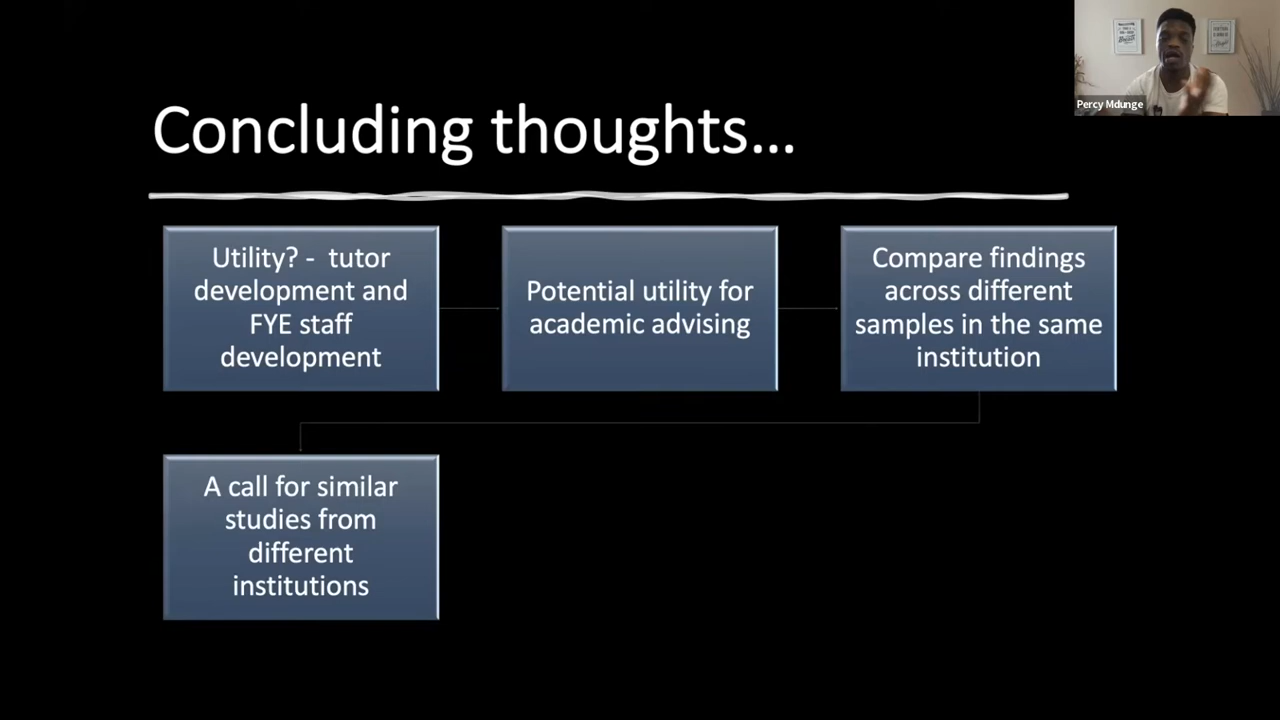 Concluding thoughts...
Percy Mdunge
Utility? - tutor
development and
FYE staff
development
Potential utility for
academic advising
Compare findings
across different
samples in the same
institution
A call for similar
studies from
different
institutions